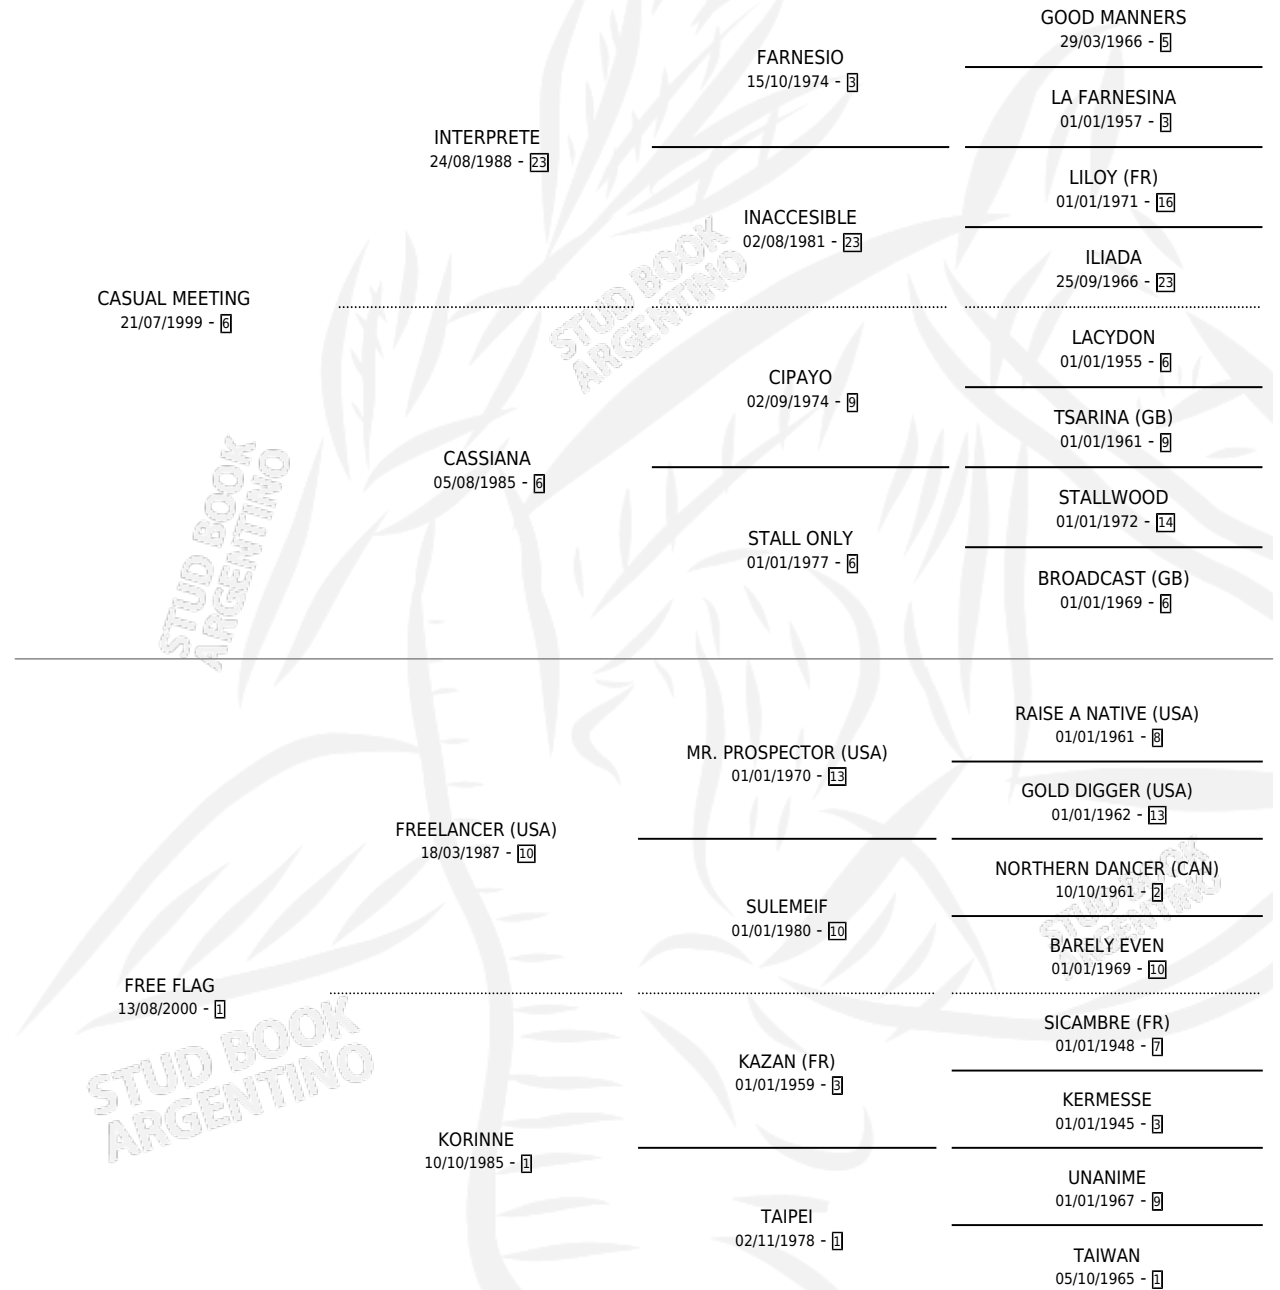 GOOD MANNERS
29/03/1966 - 5
FARNESIO
15/10/1974 - 3
LA FARNESINA
01/01/1957 - 3
INTERPRETE
24/08/1988 - 23
LILOY (FR)
01/01/1971 - 16
INACCESIBLE
02/08/1981 - 23
ILIADA
25/09/1966 - 23
CASUAL MEETING
21/07/1999 - 6
LACYDON
01/01/1955 - 6
CIPAYO
02/09/1974 - 9
TSARINA (GB)
01/01/1961 - 9
CASSIANA
05/08/1985 - 6
STALLWOOD
01/01/1972 - 14
STALL ONLY
01/01/1977 - 6
BROADCAST (GB)
01/01/1969 - 6
STUD BOOK
ARGENTINO
STUD BOOK
ARGENTINO
RAISE A NATIVE (USA)
01/01/1961 - 8
MR. PROSPECTOR (USA)
01/01/1970 - 13
GOLD DIGGER (USA)
01/01/1962 - 13
FREELANCER (USA)
18/03/1987 - 10
NORTHERN DANCER (CAN)
10/10/1961 - 2
SULEMEIF
01/01/1980 - 10
BARELY EVEN
01/01/1969 - 10
FREE FLAG
13/08/2000 - 1
SICAMBRE (FR)
01/01/1948 - 7
KAZAN (FR)
01/01/1959 - 3
KERMESSE
01/01/1945 - 3
KORINNE
10/10/1985 - 1
UNANIME
01/01/1967 - 9
TAIPEI
02/11/1978 - 1
TAIWAN
05/10/1965 - 1
STUD BOOK
ARGENTINO
STUD BOOK
ARGENTINO